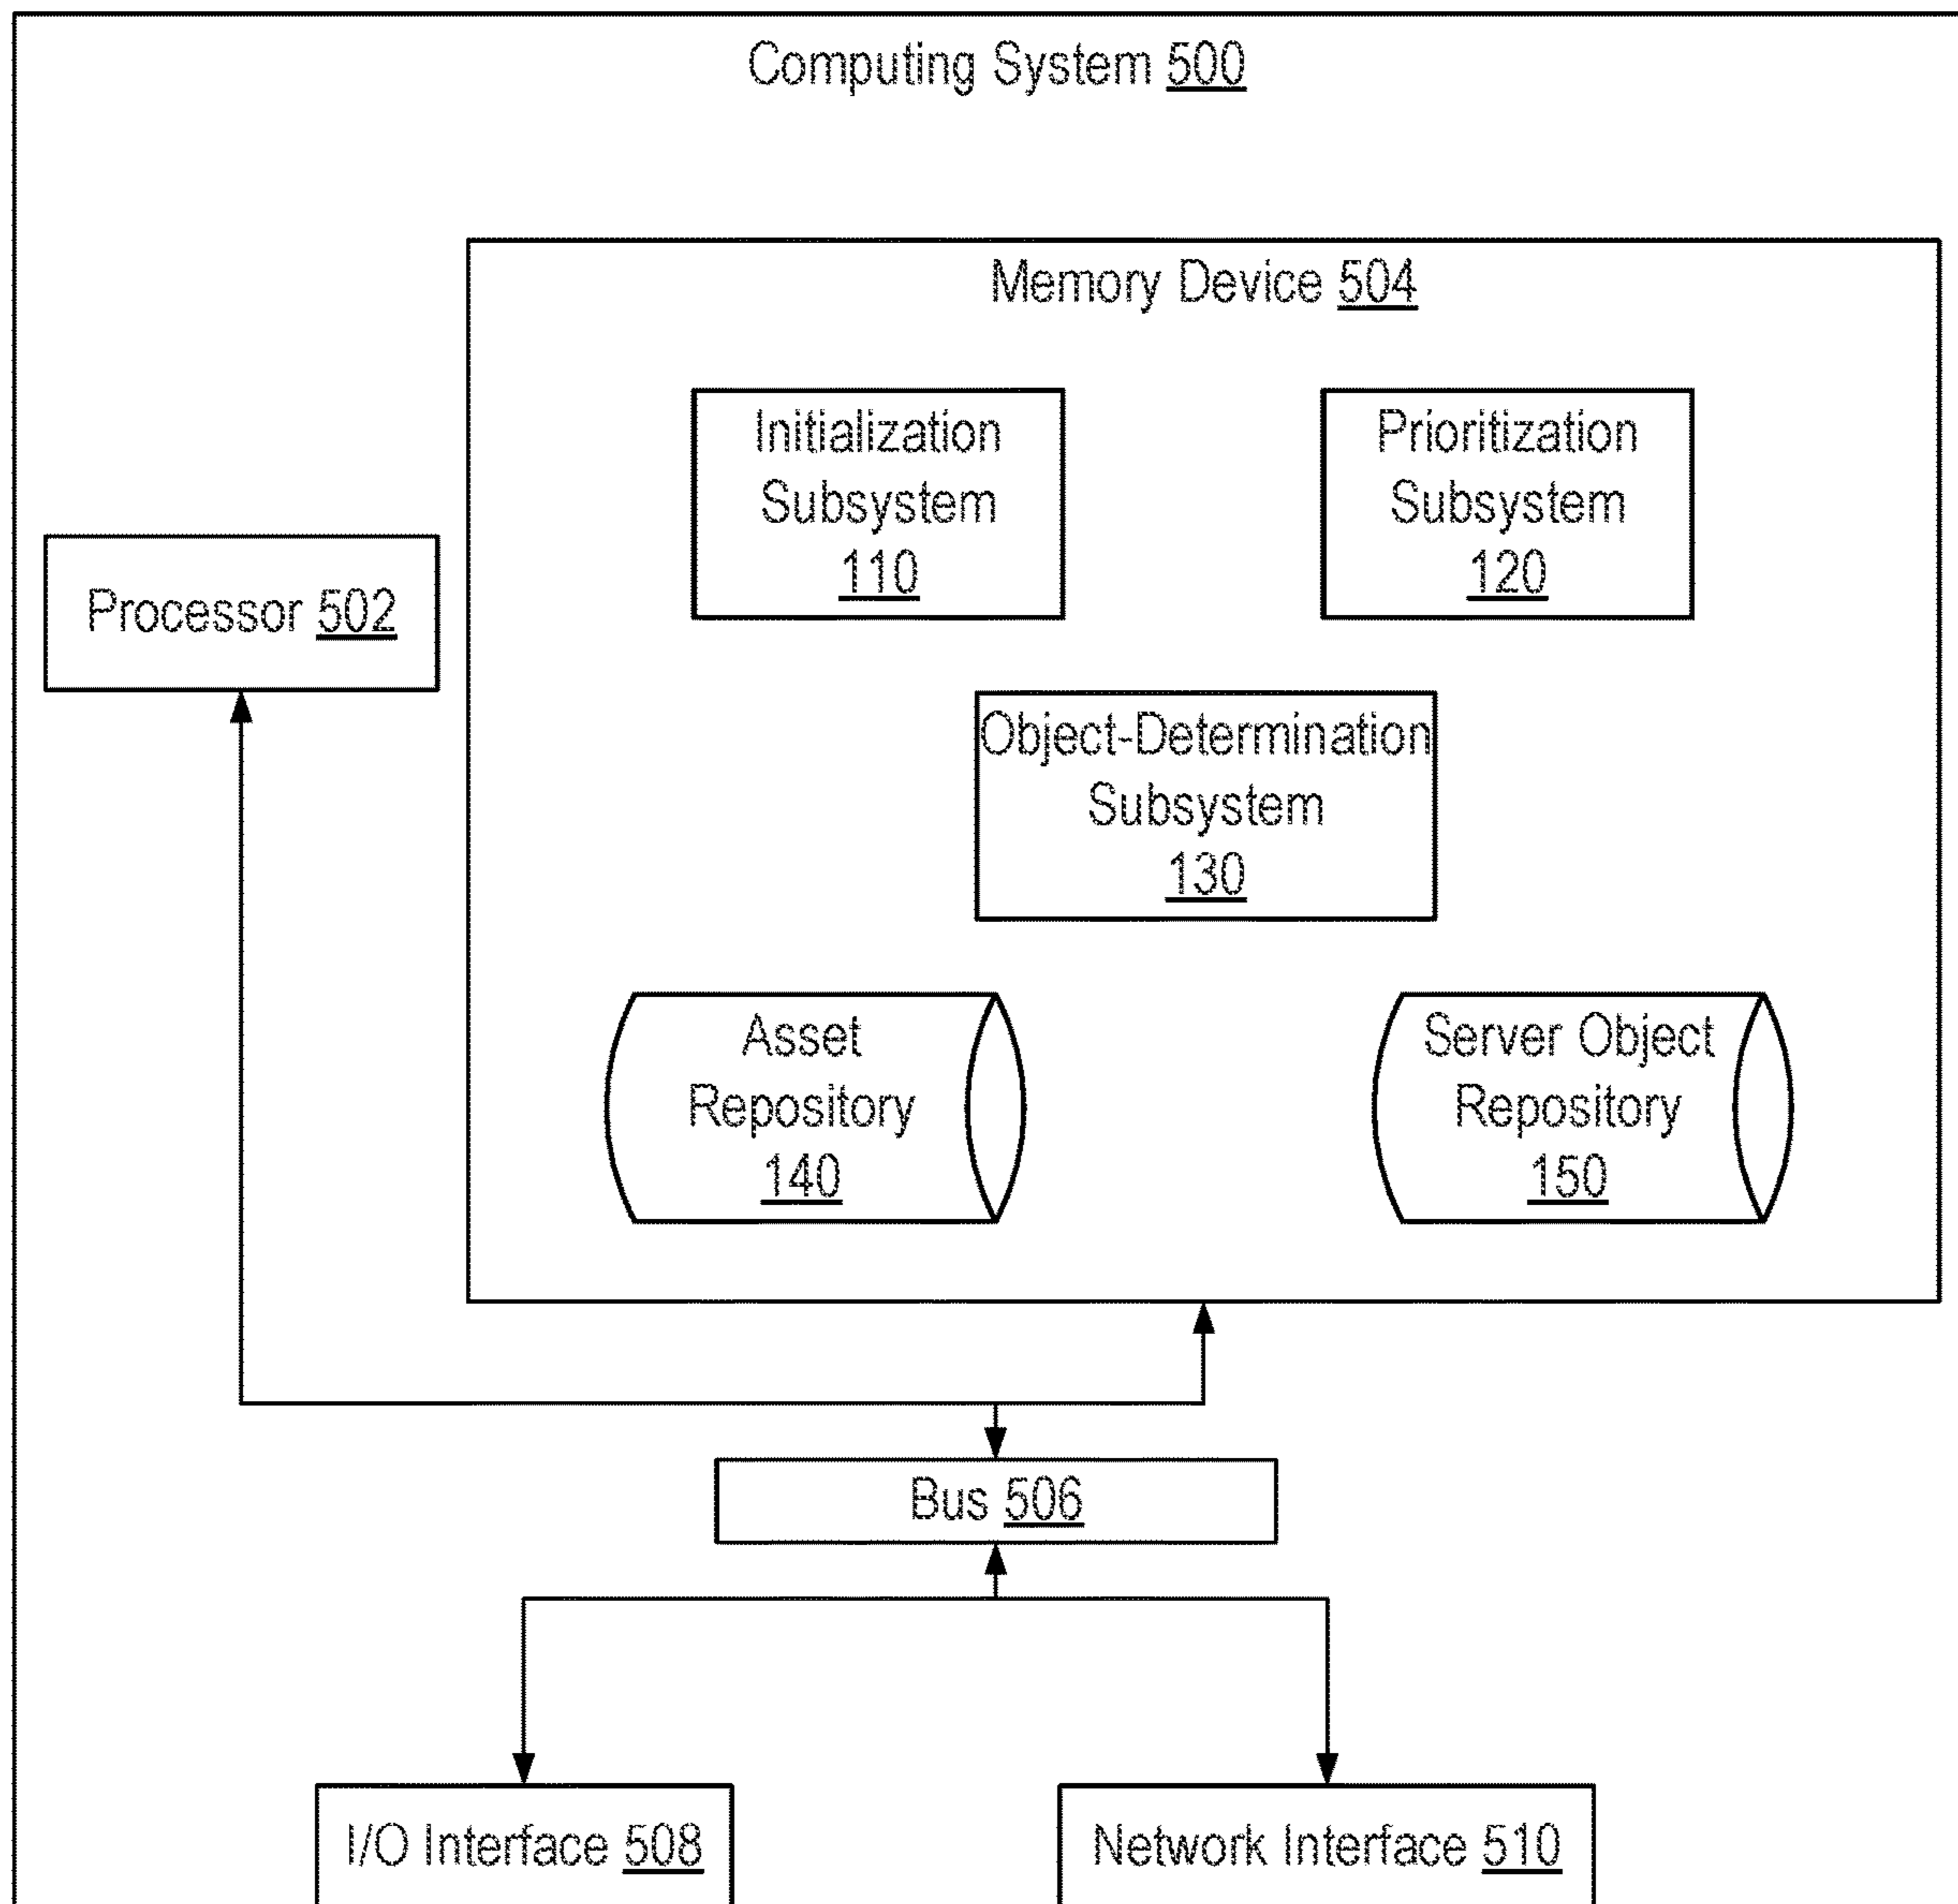 Computing System 500
Memory Device 504
Initialization
Subsystem
110
Prioritization
Subsystem
120
Processor 502
Object-Determination
Subsystem
130
Asset
Repository
140
Server Object
Repository
150
Bus 506
I/O Interface 508
Network Interface 510